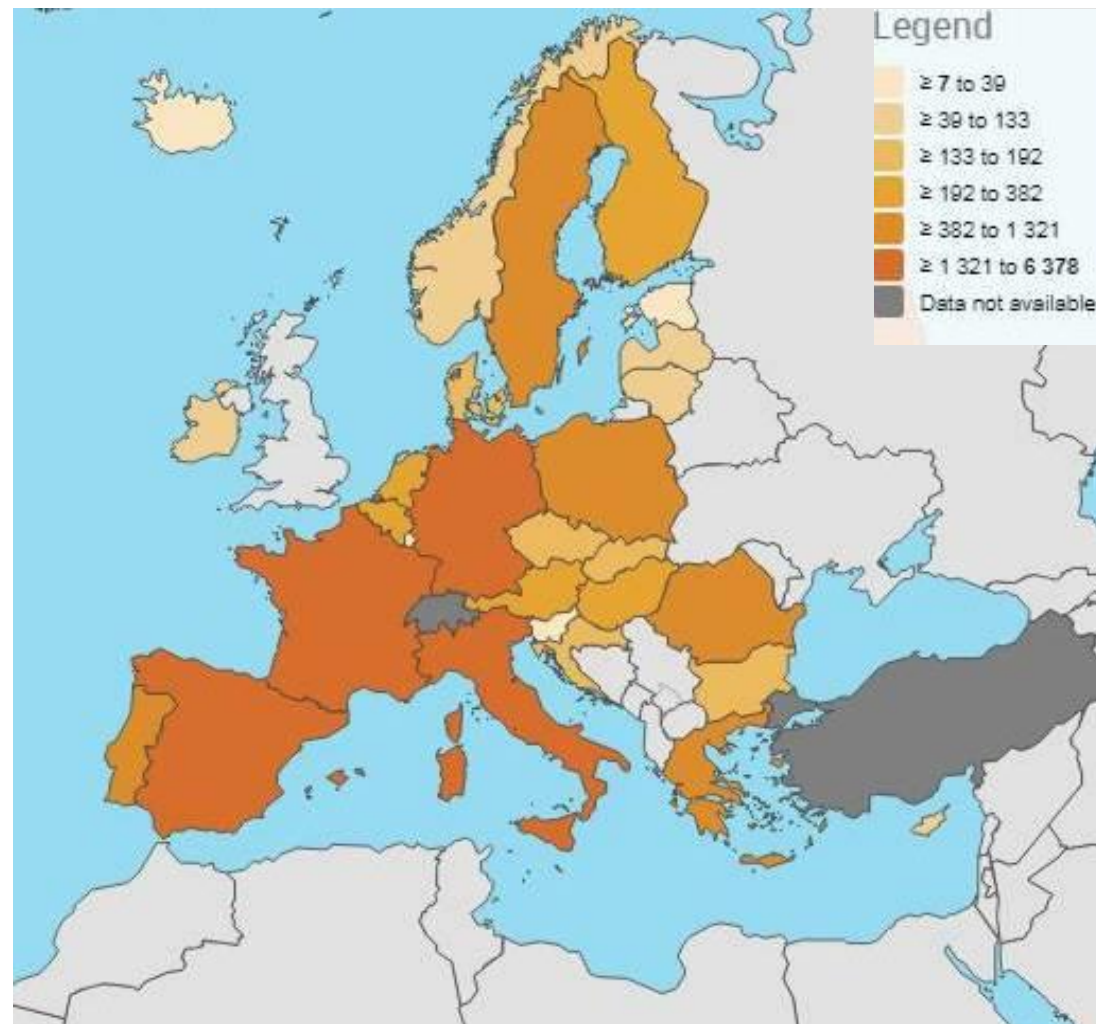 Legend
≥ 7 to 39
≥ 39 to 133
≥ 133 to 192
≥ 192 to 382
≥ 382 to 1 321
≥ 1 321 to 6 378
Data not available